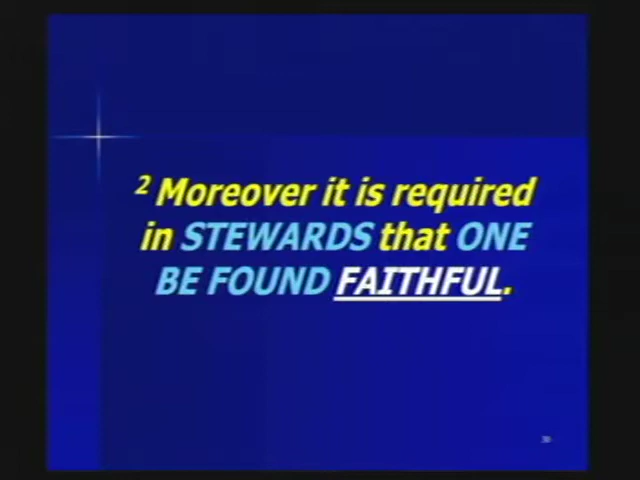 2 Moreover it is required
in STEWARDS that ONE
BE FOUND FAITHFUL.